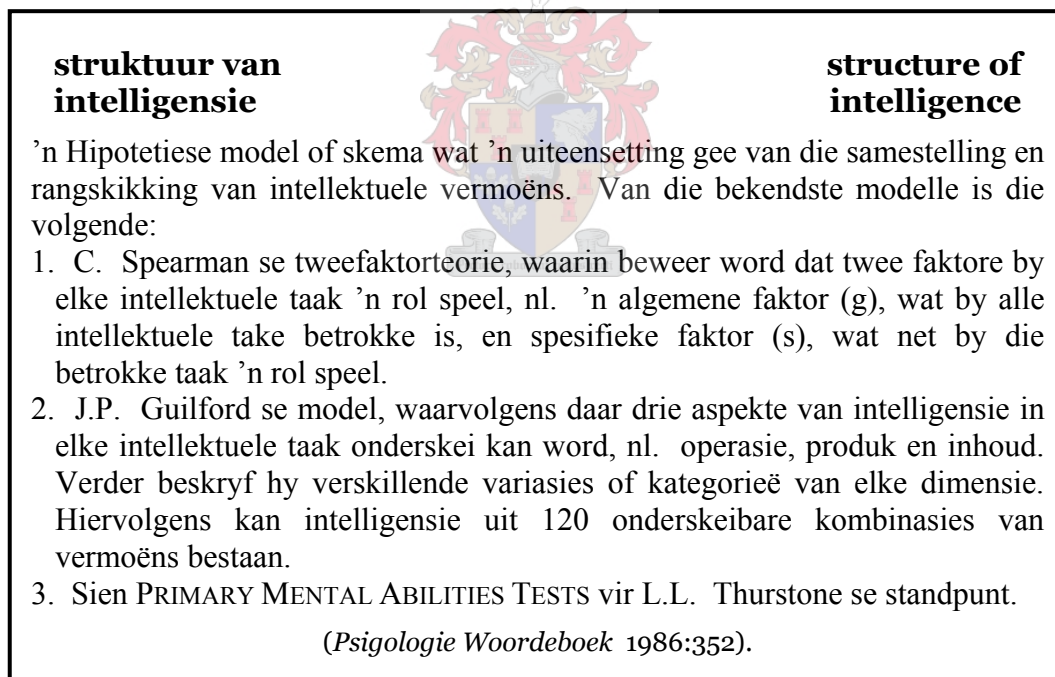 struktuur van structure of
intelligensie intelligence
’n Hipotetiese model of skema wat ’n uiteensetting gee van die samestelling en
rangskikking van intellektuele vermoëns. Van die bekendste modelle is die
volgende:
1. C. Spearman se tweefaktorteorie, waarin beweer word dat twee faktore by
elke intellektuele taak ’n rol speel, nl. ’n algemene faktor (g), wat by alle
intellektuele take betrokke is, en spesifieke faktor (s), wat net by die
betrokke taak ’n rol speel.
2. J.P. Guilford se model, waarvolgens daar drie aspekte van intelligensie in
elke intellektuele taak onderskei kan word, nl. operasie, produk en inhoud.
Verder beskryf hy verskillende variasies of kategorieë van elke dimensie.
Hiervolgens kan intelligensie uit 120 onderskeibare kombinasies van
vermoëns bestaan.
3. Sien PRIMARY MENTAL ABILITIES TESTS vir L.L. Thurstone se standpunt.
(Psigologie Woordeboek 1986:352).